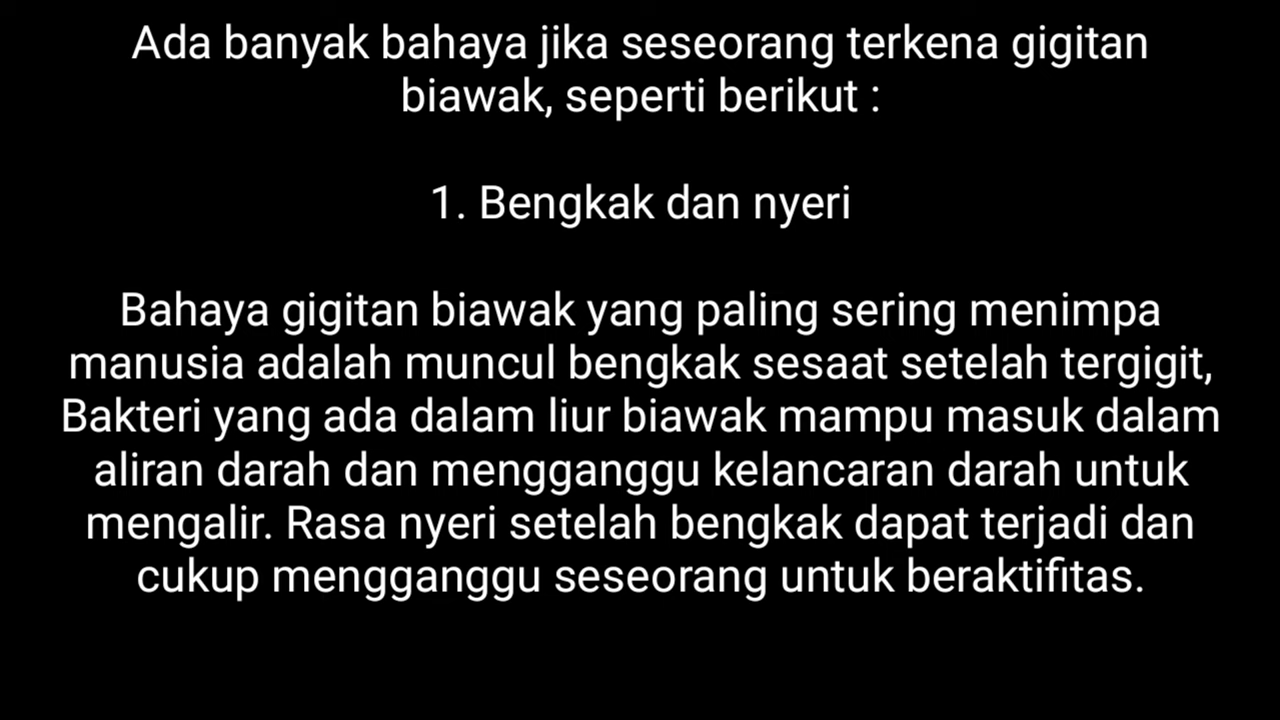 Ada banyak bahaya jika seseorang terkena gigitan
biawak, seperti berikut :
1. Bengkak dan nyeri
Bahaya gigitan biawak yang paling sering menimpa
manusia adalah muncul bengkak sesaat setelah tergigit,
Bakteri yang ada dalam liur biawak mampu masuk dalam
aliran darah dan mengganggu kelancaran darah untuk
mengalir. Rasa nyeri setelah bengkak dapat terjadi dan
cukup mengganggu seseorang untuk beraktifitas.